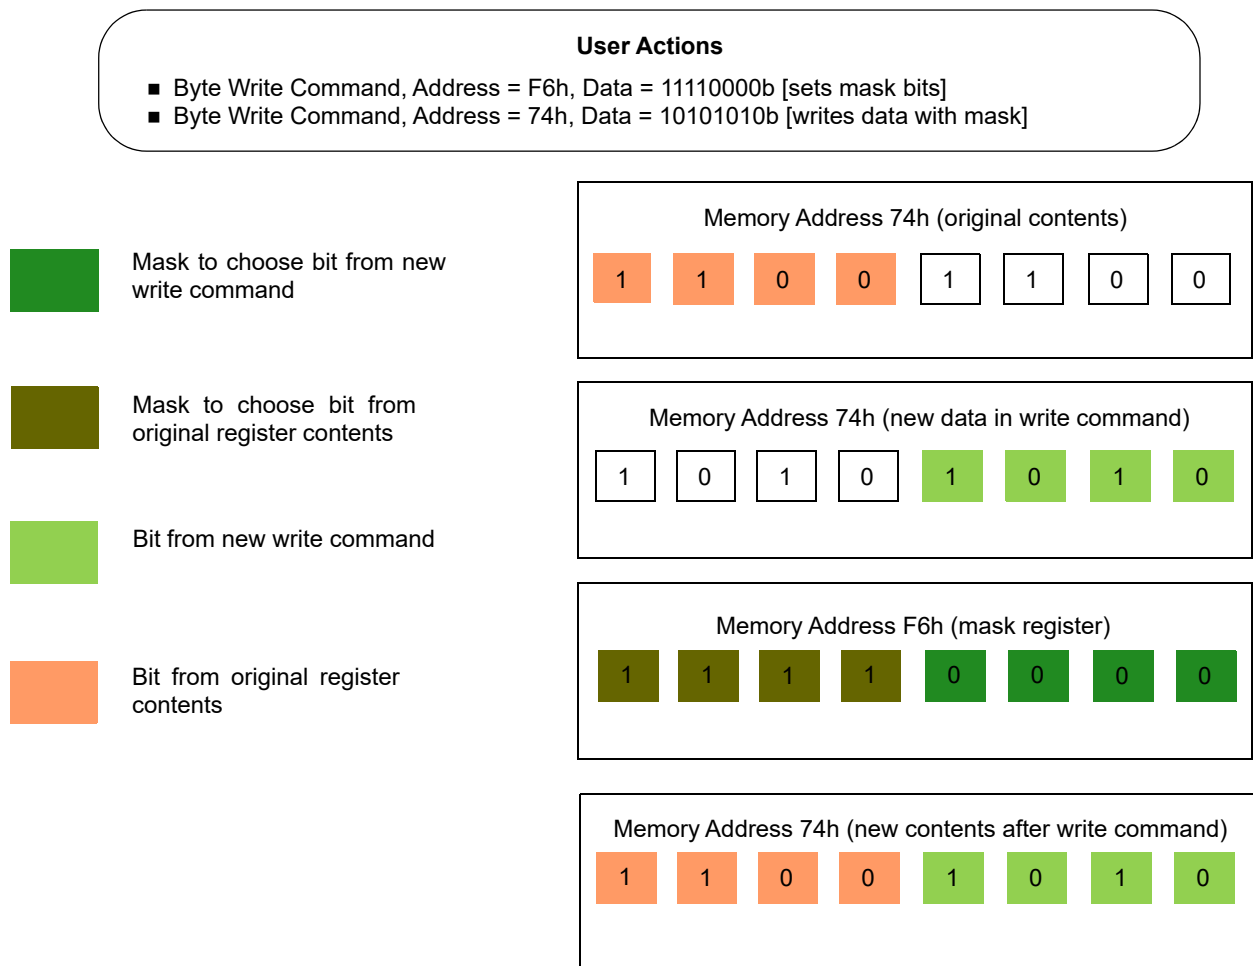 User Actions
■ Byte Write Command, Address = F6h, Data = 11110000b [sets mask bits]
■ Byte Write Command, Address = 74h, Data = 10101010b [writes data with mask]
Mask to choose bit from new
write command
Mask to choose bit from
original register contents
Bit from new write command
Bit from original register
contents
Memory Address 74h (original contents)
1 1 0 0 1 1 0 0
Memory Address 74h (new data in write command)
1 0 1 0 1 0 1 0
Memory Address F6h (mask register)
1 1 1 1 0 0 0 0
Memory Address 74h (new contents after write command)
1 1 0 0 1 0 1 0